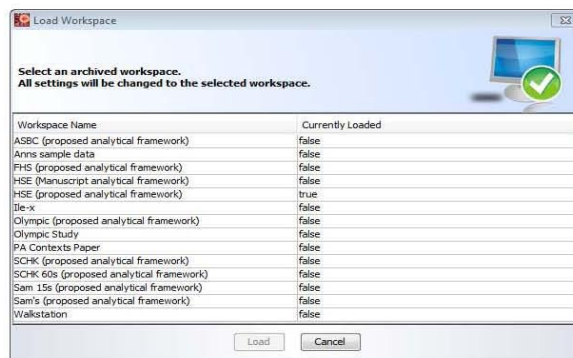 Load Workspace
Select an archived workspace.
All settings will be changed to the selected workspace.
Workspace Name Currently Loaded
ASBC (proposed analytical framework) false
Anns sample data false
FHS (proposed analytical framework) false
HSE (Manuscript analytical framework) false
HSE (proposed analytical framework) true
Ile-x false
Olympic (proposed analytical framework) false
Olympic Study false
PA Contexts Paper false
SCHK (proposed analytical framework) false
SCHK 60s (proposed analytical framework) false
Sam 15s (proposed analytical framework) false
Sam's (proposed analytical framework) false
Walkstation false
Load Cancel